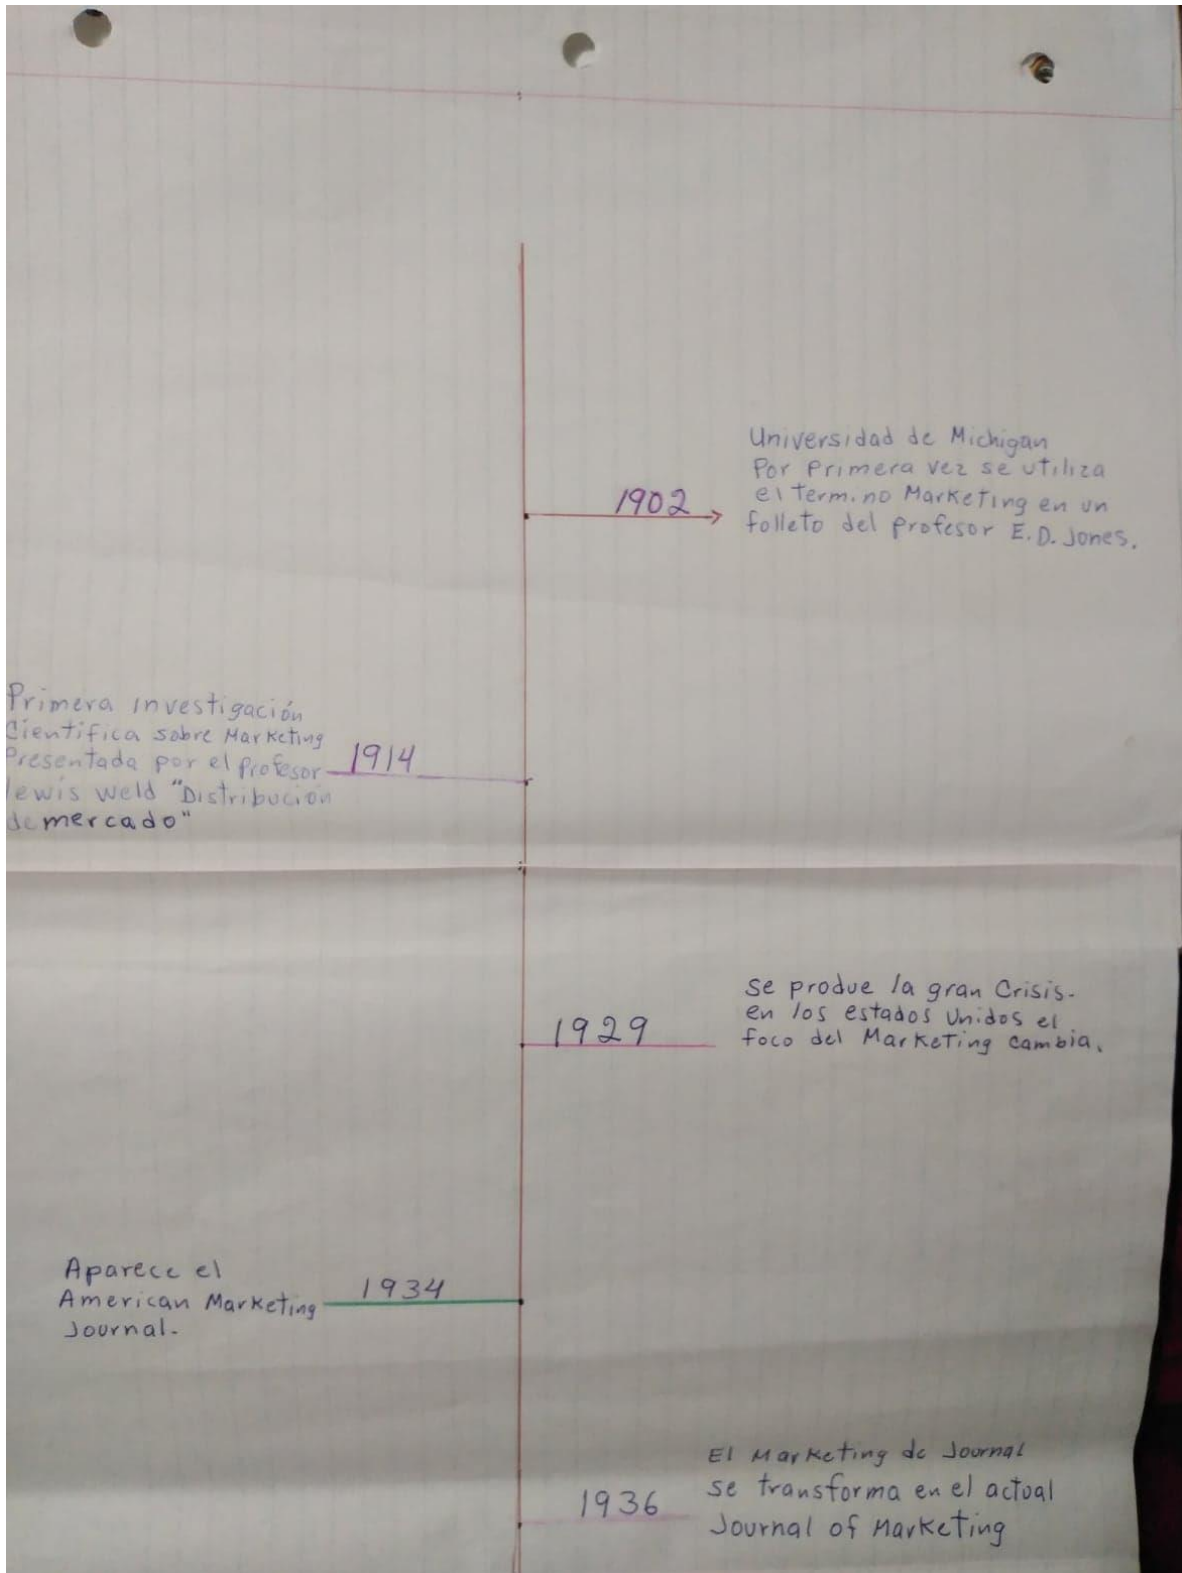 Universidad de Michigan
Por Primera vez se utiliza
1902
el termino Marketing en un
folleto del profesor E.D. Jones.
Primera investigación
Científica sobre Marketing
1914
Presentada por el Profesor
lewis weld "Distribución
de mercado"
se produe la gran Crisis.
en los estados Unidos el
1929
foco del Marketing cambia.
Aparece el
1934
American Marketing
Journal.
El Marketing de Journal
1936
se transforma en el actual
Journal of Marketing